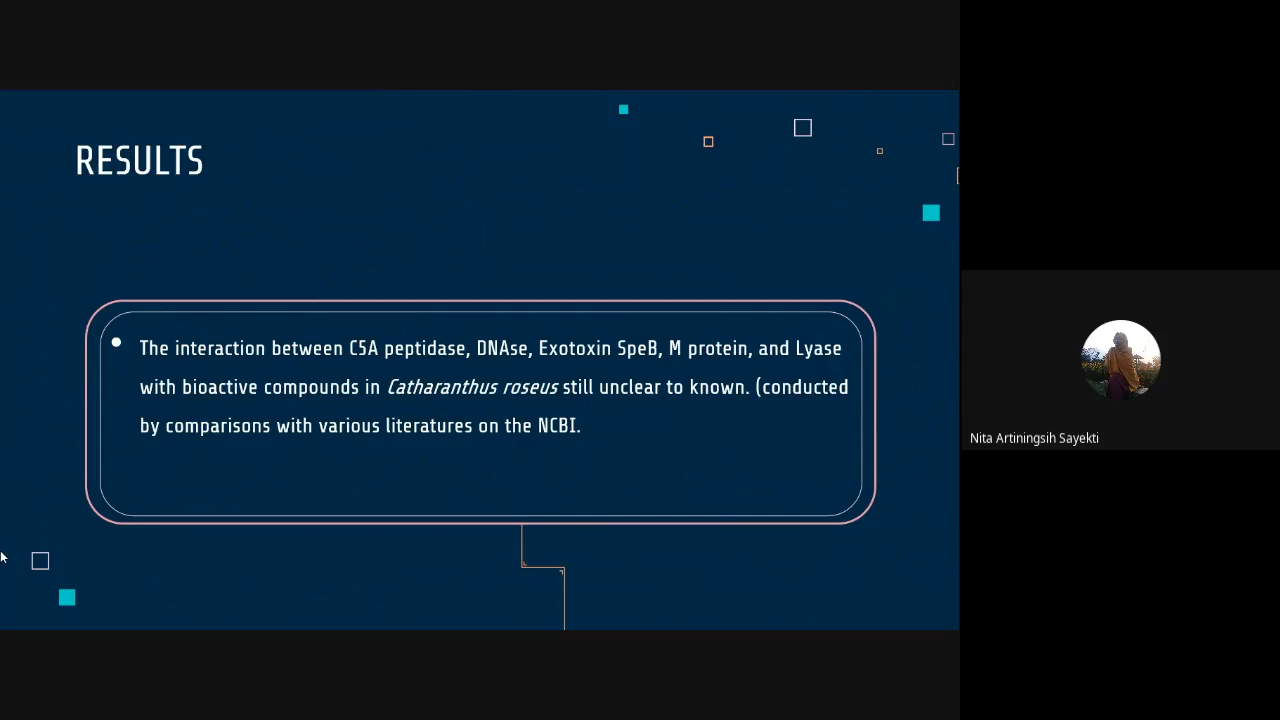 RESULTS
• The interaction between C5A peptidase, DNAse, Exotoxin SpeB, M protein, and Lyase
with bioactive compounds in Catharanthus roseus still unclear to known. (conducted
by comparisons with various literatures on the NCBI.
Nita Artiningsih Sayekti